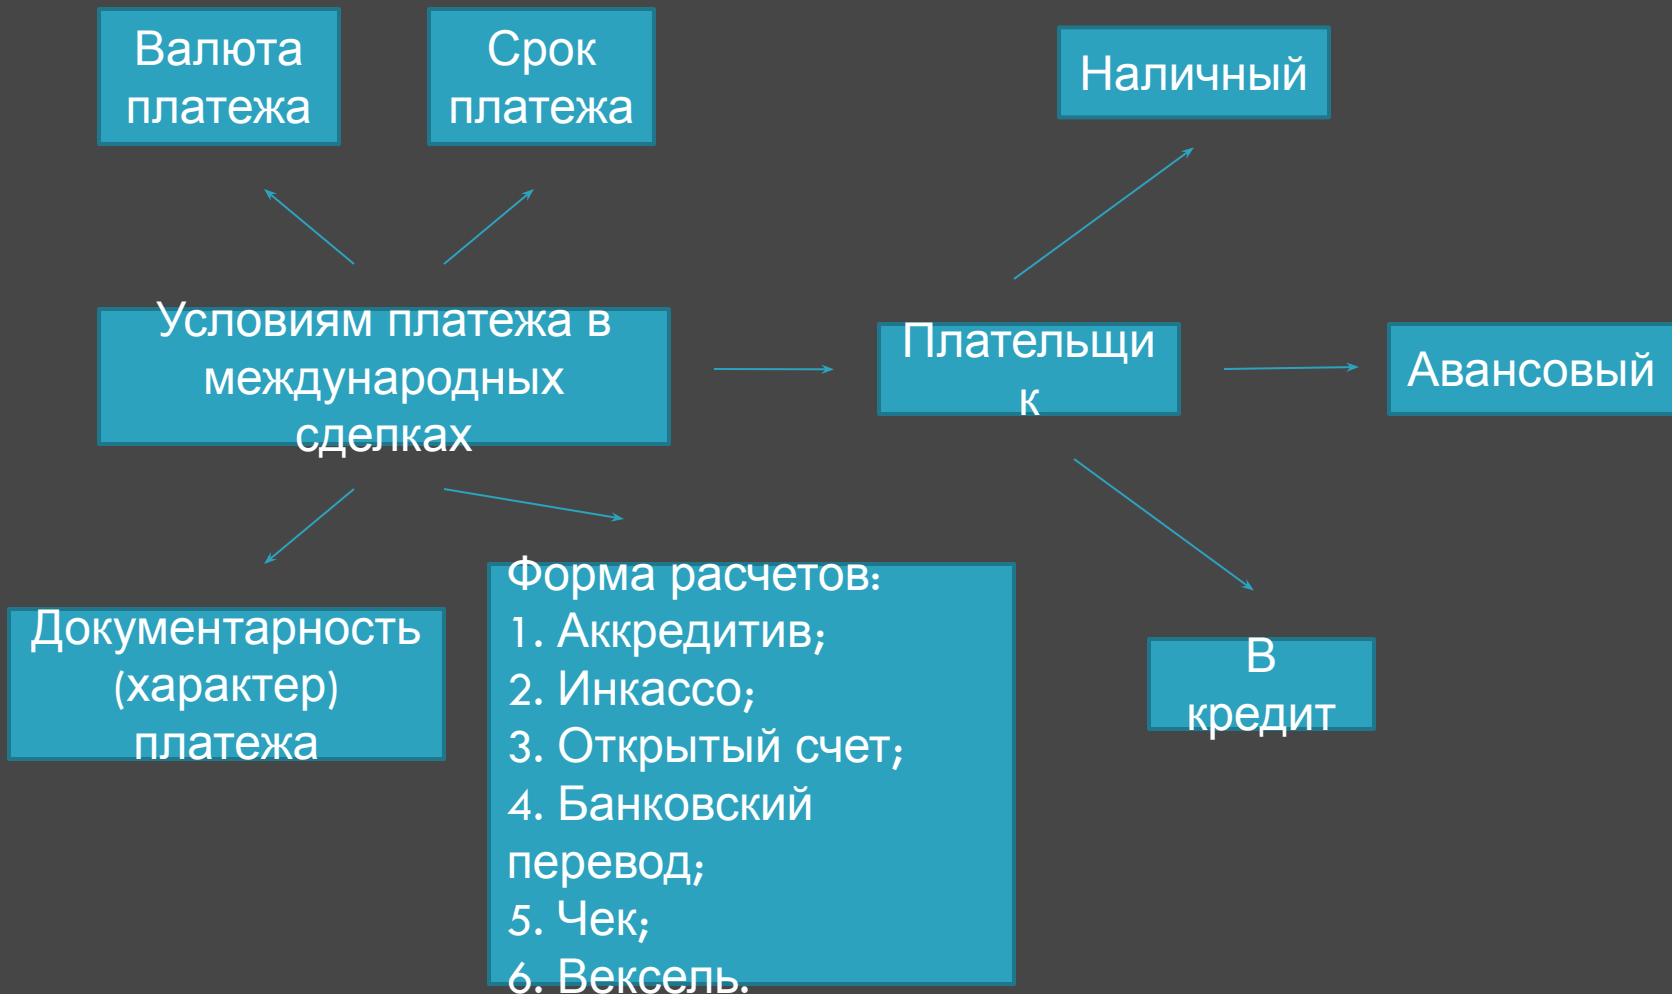 Валюта
платежа
Срок
платежа
Наличный
Условиям платежа в
международных
сделках
Плательщи
к
Авансовый
Документарность
(характер)
платежа
Форма расчетов:
1. Аккредитив;
2. Инкассо;
3. Открытый счет;
4. Банковский
перевод;
5. Чек;
6. Вексель.
В
кредит